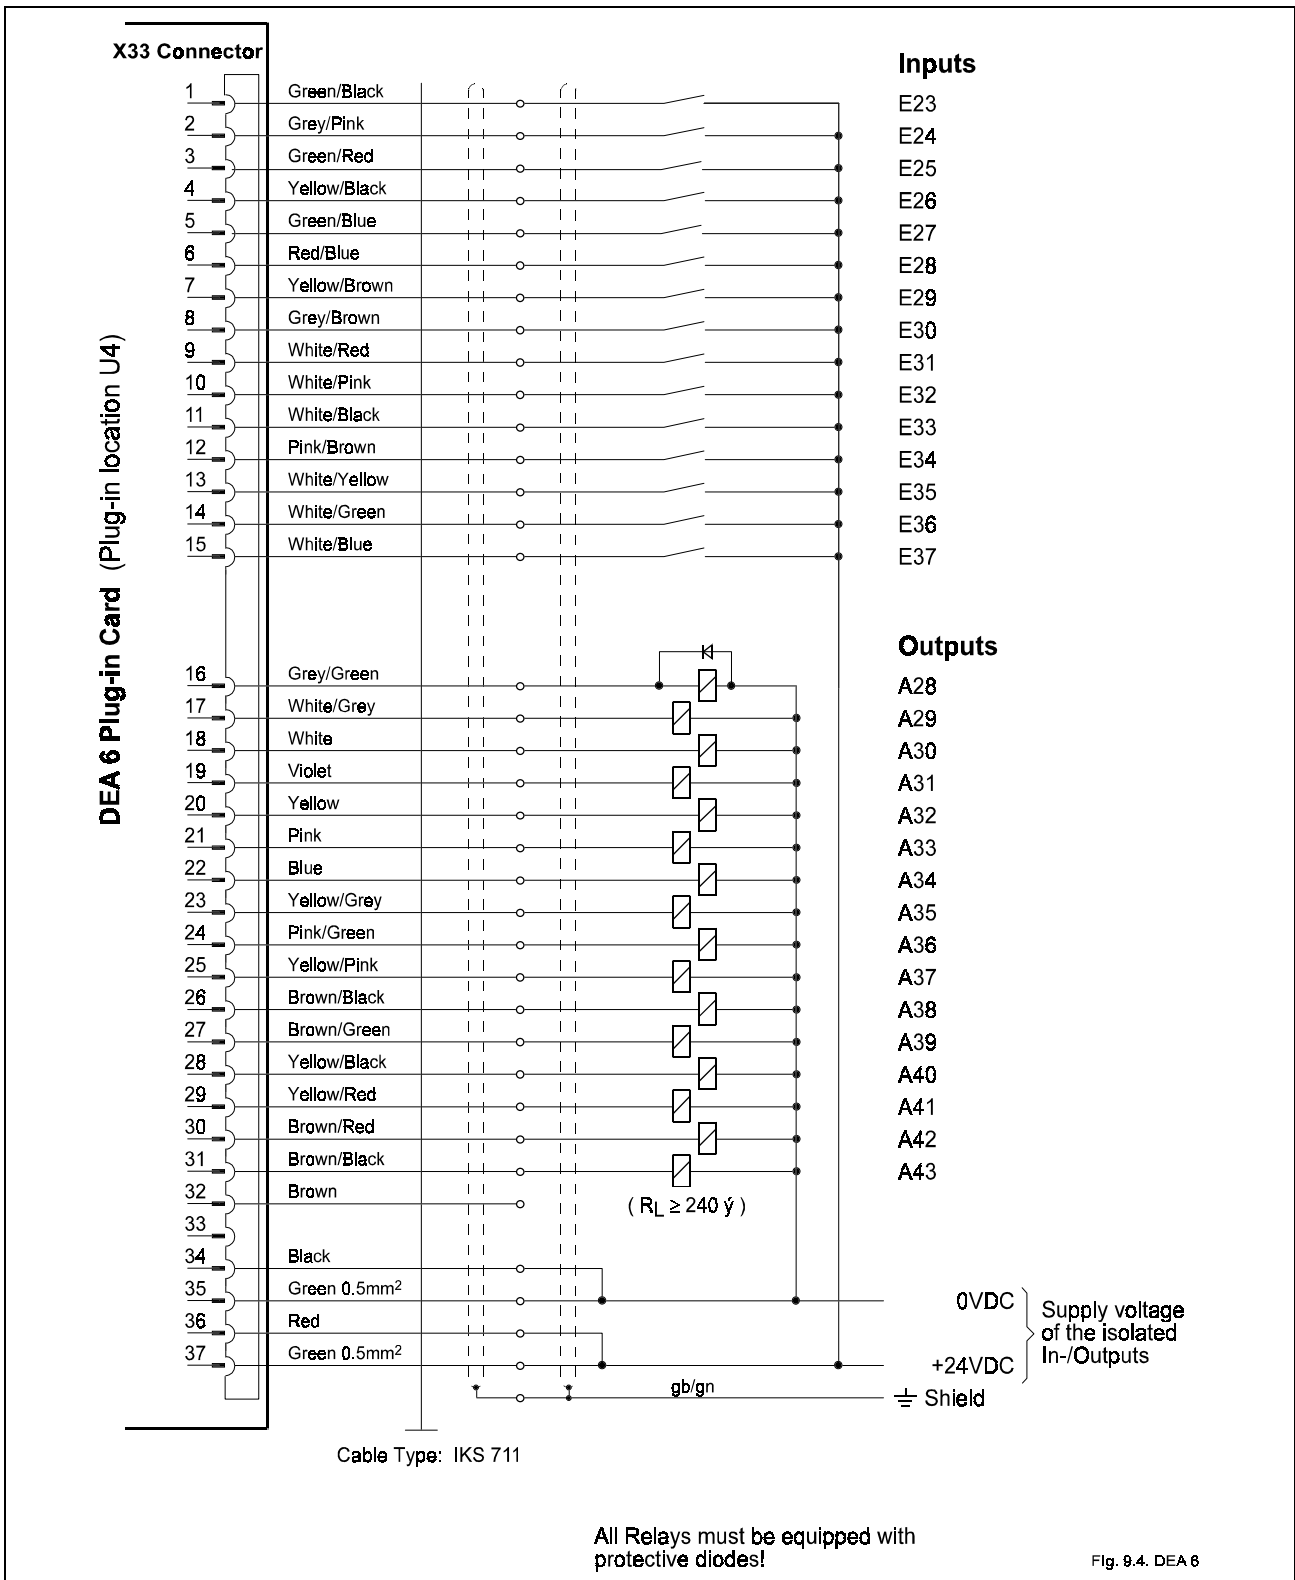 X33 Connector
Inputs
1 Green/Black E23
2 Grey/Pink E24
3 Green/Red E25
4 Yellow/Black E26
5 Green/Blue E27
6 Red/Blue E28
7 Yellow/Brown E29
8 Grey/Brown E30
9 White/Red E31
10 White/Pink E32
11 White/Black E33
12 Pink/Brown E34
13 White/Yellow E35
14 White/Green E36
15 White/Blue E37
DEA 6 Plug-in Card (Plug-in location U4)
Outputs
16 Grey/Green A28
17 White/Grey A29
18 White A30
19 Violet A31
20 Yellow A32
21 Pink A33
22 Blue A34
23 Yellow/Grey A35
24 Pink/Green A36
25 Yellow/Pink A37
26 Brown/Black A38
27 Brown/Green A39
28 Yellow/Black A40
29 Yellow/Red A41
30 Brown/Red A42
31 Brown/Black A43
32 Brown
( RL ≥ 240 ý )
33
34 Black
35 Green 0.5mm² 0VDC
36 Red
37 Green 0.5mm² +24VDC
Supply voltage
of the isolated
In-/Outputs
gb/gn Shield
Cable Type: IKS 711
All Relays must be equipped with
protective diodes!
Fig. 9.4. DEA 6